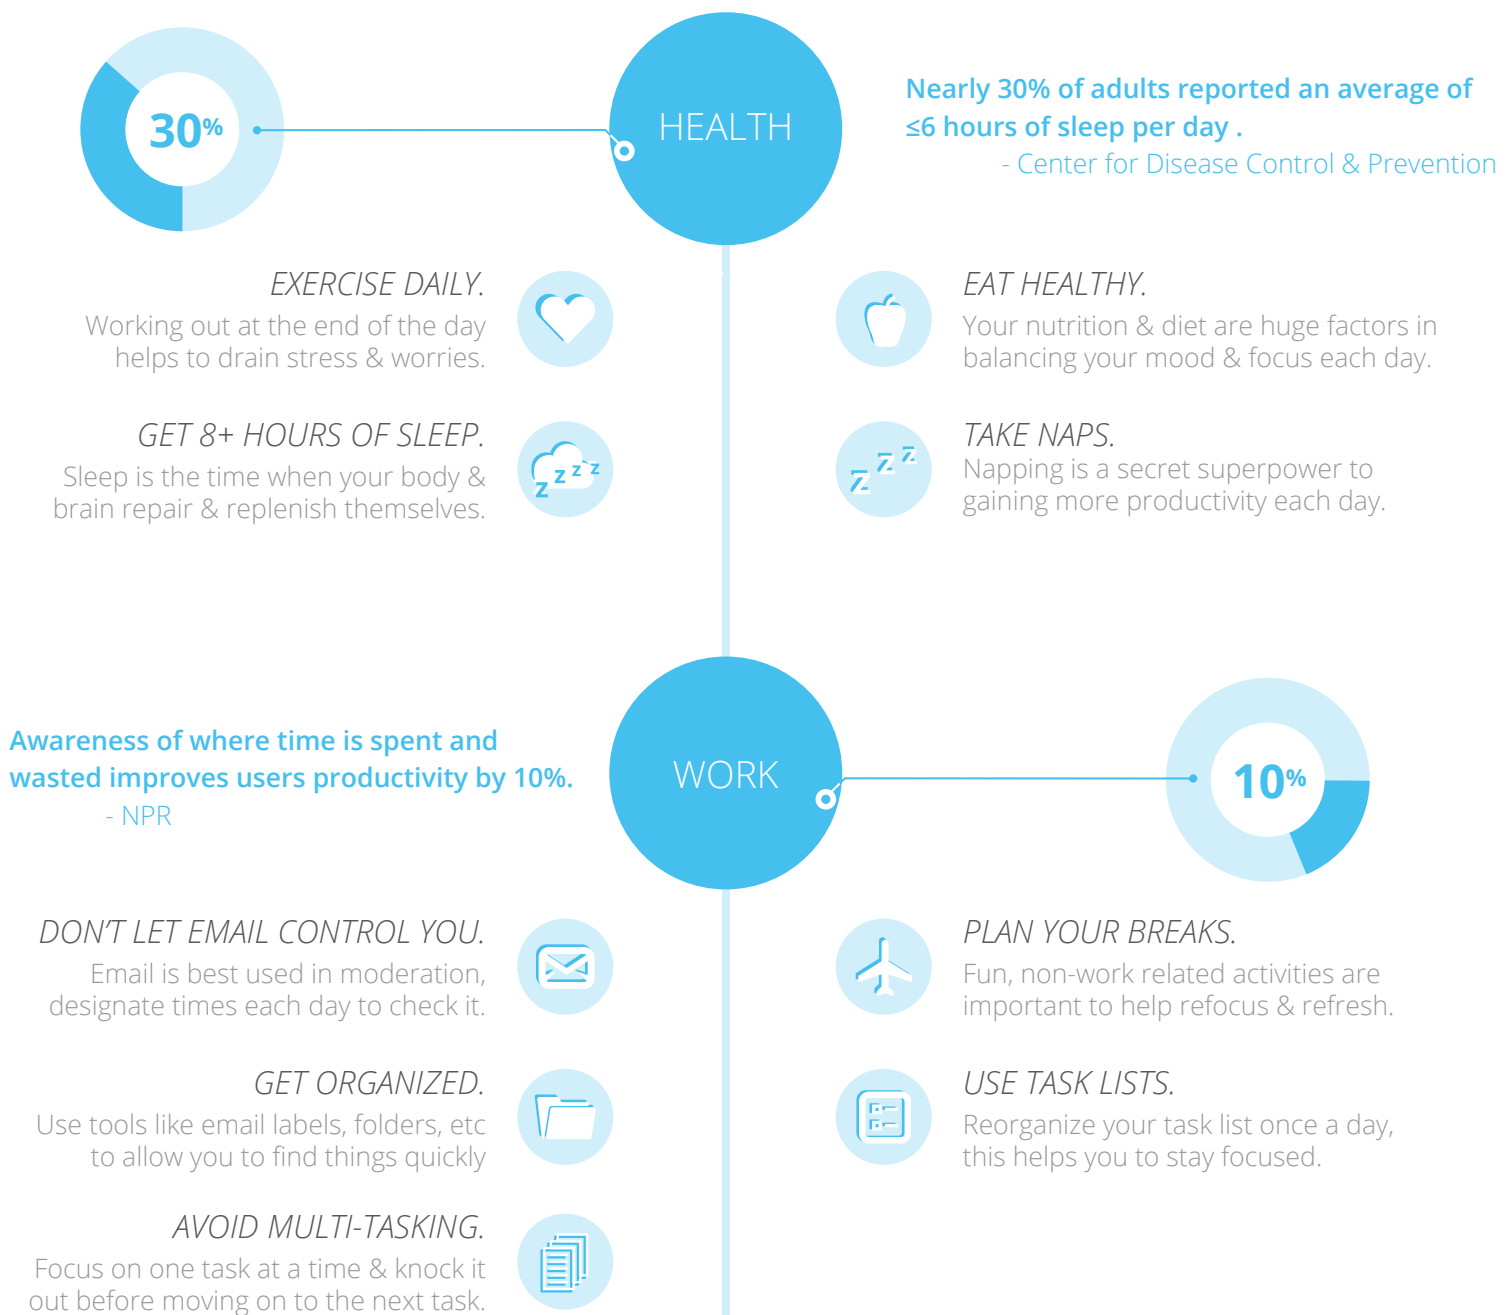 30%
HEALTH
Nearly 30% of adults reported an average of
≤6 hours of sleep per day .
- Center for Disease Control & Prevention
EXERCISE DAILY.
Working out at the end of the day
helps to drain stress & worries.
EAT HEALTHY.
Your nutrition & diet are huge factors in
balancing your mood & focus each day.
GET 8+ HOURS OF SLEEP.
Sleep is the time when your body &
brain repair & replenish themselves.
z z z z
z z z
TAKE NAPS.
Napping is a secret superpower to
gaining more productivity each day.
Awareness of where time is spent and
wasted improves users productivity by 10%.
- NPR
WORK
10%
DON'T LET EMAIL CONTROL YOU.
Email is best used in moderation,
designate times each day to check it.
PLAN YOUR BREAKS.
Fun, non-work related activities are
important to help refocus & refresh.
GET ORGANIZED.
Use tools like email labels, folders, etc
to allow you to find things quickly
USE TASK LISTS.
Reorganize your task list once a day,
this helps you to stay focused.
AVOID MULTI-TASKING.
Focus on one task at a time & knock it
out before moving on to the next task.